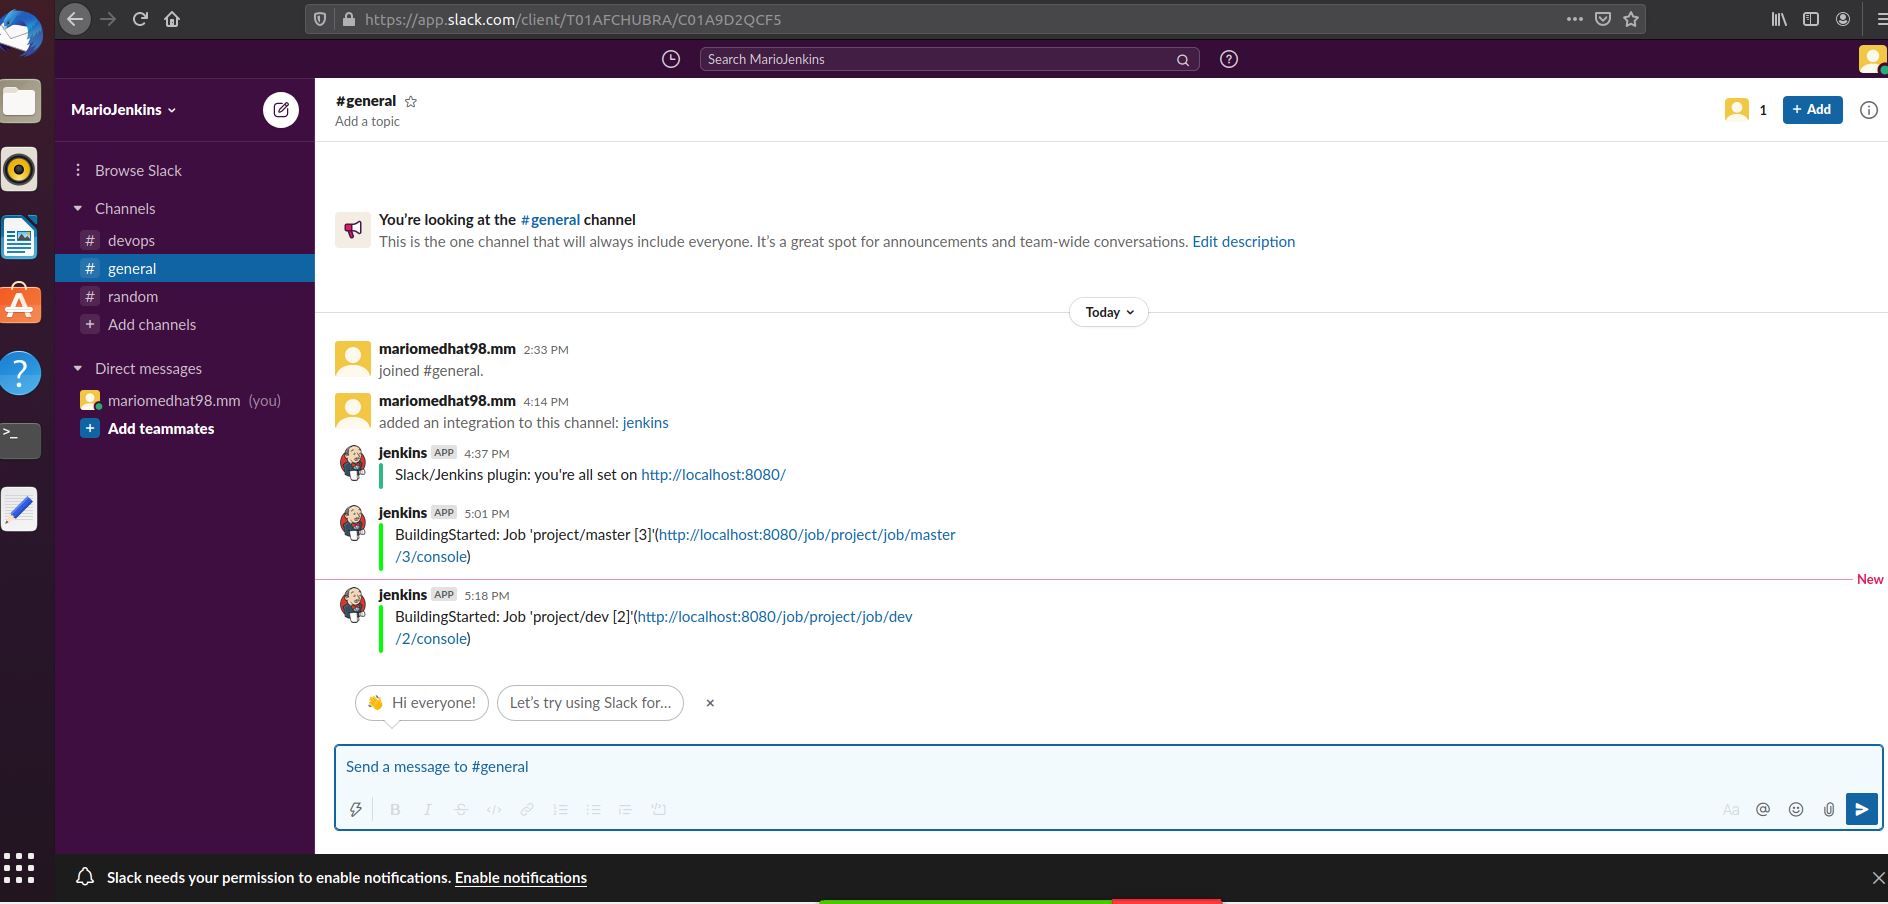 https://app.slack.com/client/T01AFCHUBRA/C01A9D2QCF5
Search MarioJenkins
MarioJenkins
Browse Slack
Channels
# devops
# general
# random
+ Add channels
Direct messages
mariomedhat98.mm (you)
+ Add teammates
#general
Add a topic
1
+ Add
You’re looking at the #general channel
This is the one channel that will always include everyone. It’s a great spot for announcements and team-wide conversations. Edit description
Today
mariomedhat98.mm 2:33 PM
joined #general.
mariomedhat98.mm 4:14 PM
added an integration to this channel: jenkins
jenkins APP 4:37 PM
Slack/Jenkins plugin: you're all set on http://localhost:8080/
jenkins APP 5:01 PM
BuildingStarted: Job 'project/master [3]'(http://localhost:8080/job/project/job/master
/3/console)
New
jenkins APP 5:18 PM
BuildingStarted: Job 'project/dev [2]'(http://localhost:8080/job/project/job/dev
/2/console)
👋 Hi everyone!
Let’s try using Slack for...
Send a message to #general
B I S </>
Aa @
Slack needs your permission to enable notifications. Enable notifications